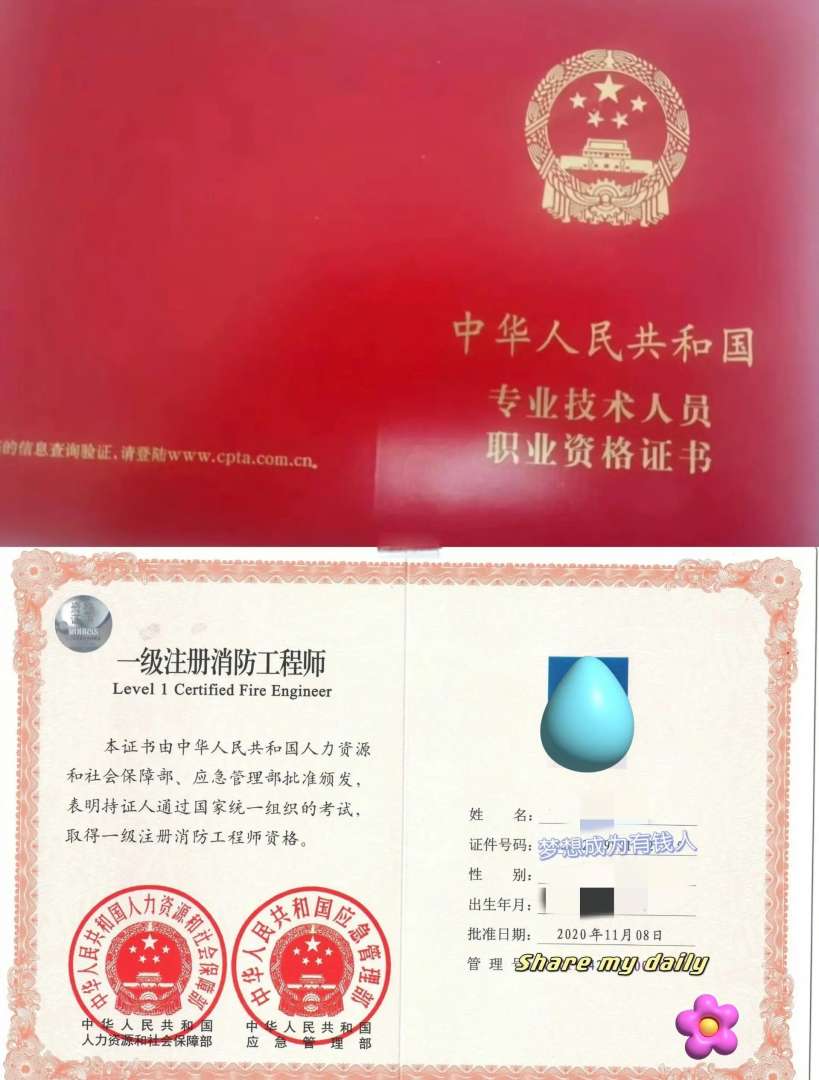 中华人民共和国
专业技术人员
职业资格证书
的信息查询验证，请登陆www.cpta.com.cn。
一级注册消防工程师
Level 1 Certified Fire Engineer
本证书由中华人民共和国人力资源
和社会保障部、应急管理部批准颁发，
表明持证人通过国家统一组织的考试，
取得一级注册消防工程师资格。
中华人民共和国人力资源和社会保障部
中华人民共和国应急管理部
中华人民共和国
人力资源和社会保障部
中华人民共和国
应急管理部
姓 名：
证件号码：
梦想成为有钱人
性 别：
出生年月：
批准日期： 2020年11月08日
管 理 号
Share my daily